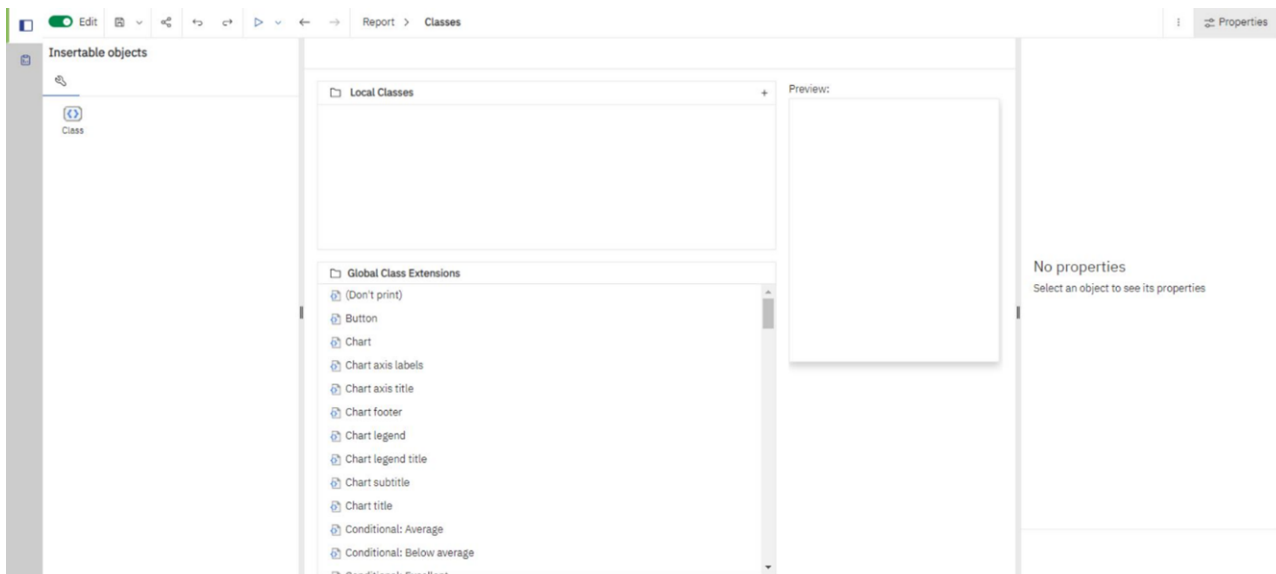 Edit
Report > Classes
Properties
Insertable objects
Class
Local Classes +
Preview:
Global Class Extensions
(Don't print)
Button
Chart
Chart axis labels
Chart axis title
Chart footer
Chart legend
Chart legend title
Chart subtitle
Chart title
Conditional: Average
Conditional: Below average
Conditional: Excellent
No properties
Select an object to see its properties